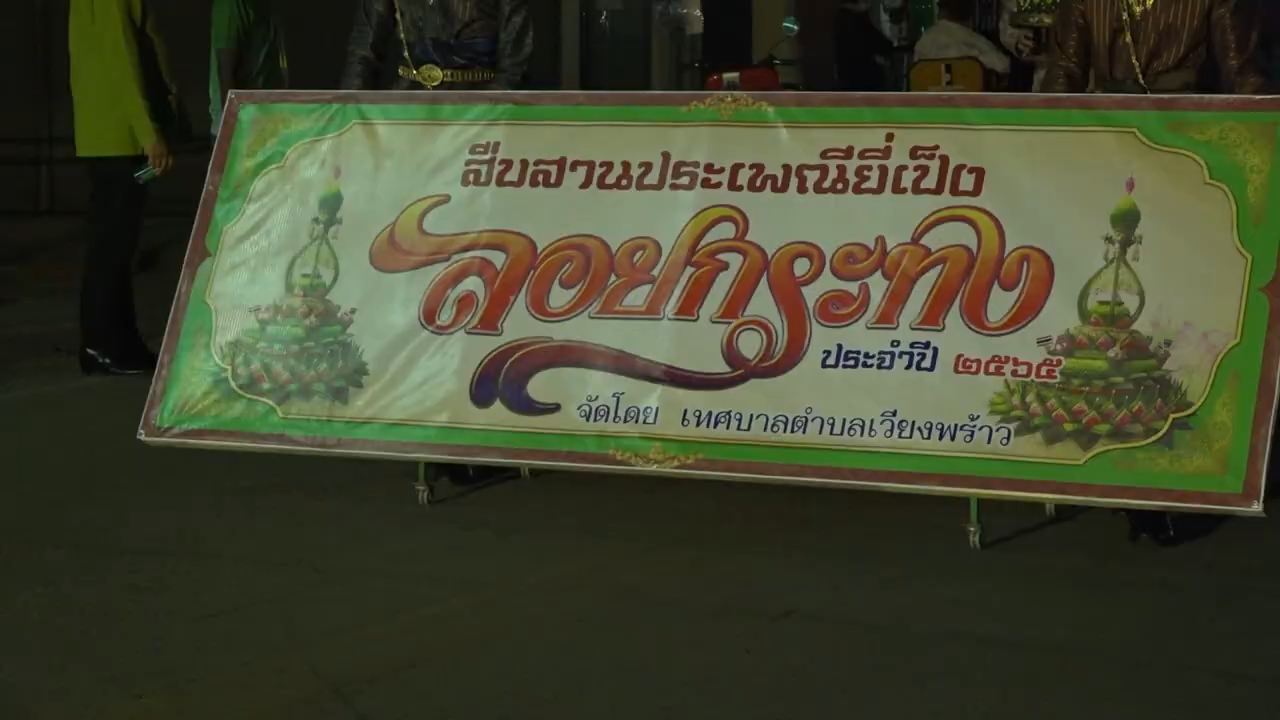 สืบสานประเพณียี่เป็ง
ลอยกระทง
ประจำปี ๒๕๖๕
จัดโดย เทศบาลตำบลเวียงพร้าว